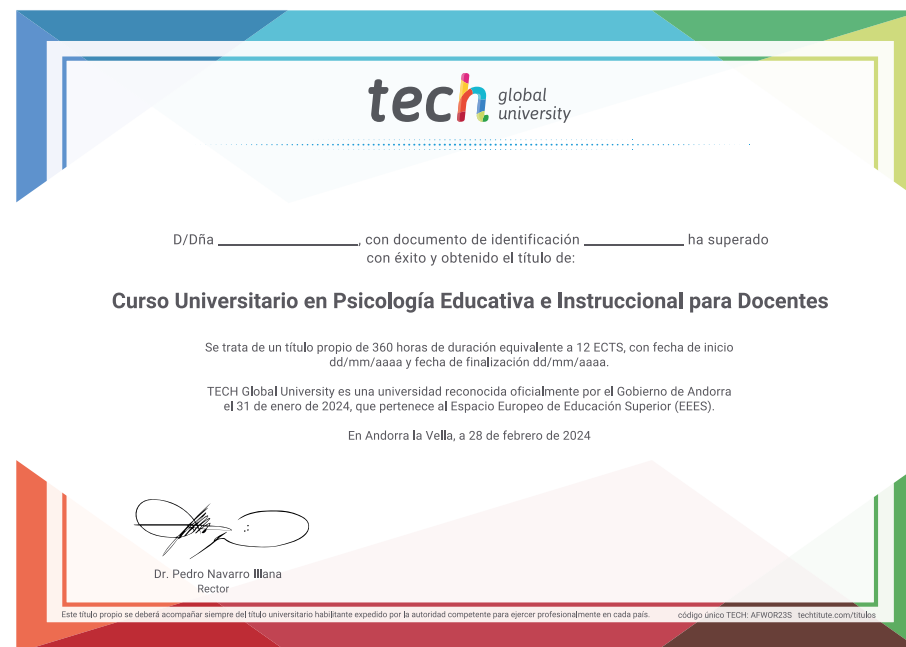 tech global university
D/Dña ______________, con documento de identificación __________ ha superado
con éxito y obtenido el título de:
Curso Universitario en Psicología Educativa e Instruccional para Docentes
Se trata de un título propio de 360 horas de duración equivalente a 12 ECTS, con fecha de inicio
dd/mm/aaaa y fecha de finalización dd/mm/aaaa.
TECH Global University es una universidad reconocida oficialmente por el Gobierno de Andorra
el 31 de enero de 2024, que pertenece al Espacio Europeo de Educación Superior (EEES).
En Andorra la Vella, a 28 de febrero de 2024
Dr. Pedro Navarro Illana
Rector
Este título propio se deberá acompañar siempre del título universitario habilitante expedido por la autoridad competente para ejercer profesionalmente en cada país.
código único TECH: AFWOR23S techtitute.com/titulos